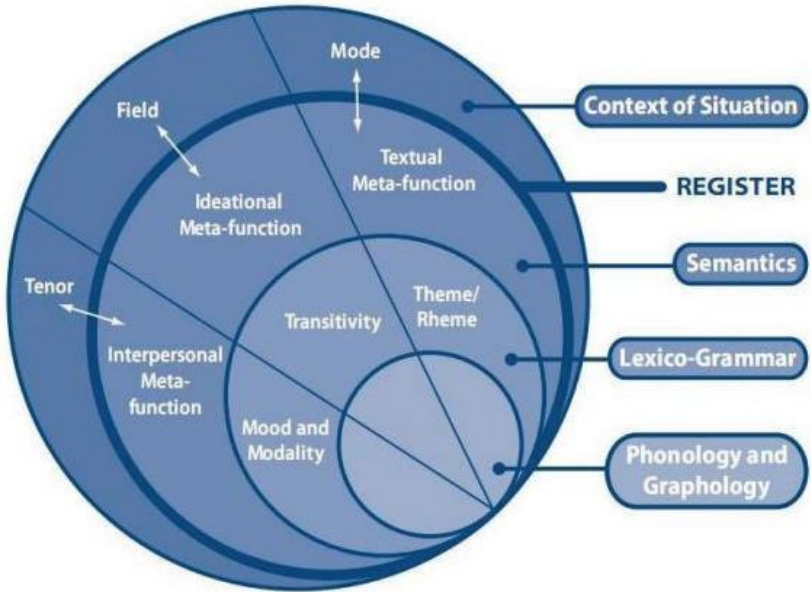 Mode
Context of Situation
Field
Textual
Meta-function
REGISTER
Ideational
Meta-function
Semantics
Tenor
Transitivity
Theme/
Rheme
Interpersonal
Meta-
function
Lexico-Grammar
Mood and
Modality
Phonology and
Graphology